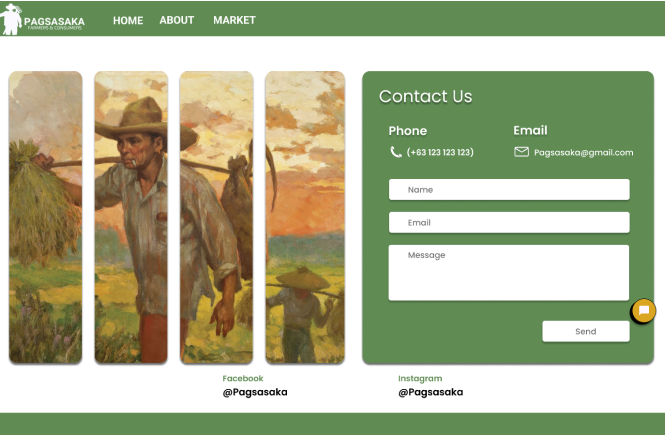 PAGSASAKA
FARMERS & CONSUMERS
HOME
ABOUT
MARKET
Contact Us
Phone
Email
(+63 123 123 123)
Pagsasaka@gmail.com
Name
Email
Message
Send
Facebook
Instagram
@Pagsasaka
@Pagsasaka